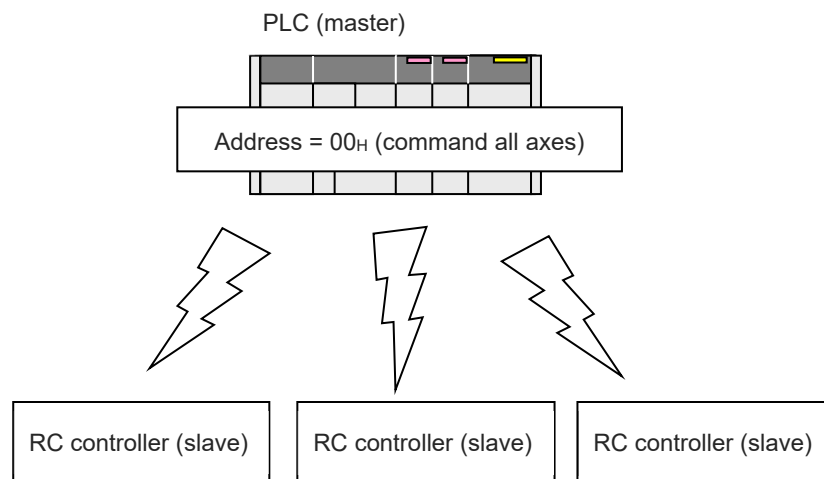 PLC (master)
Address = 00H (command all axes)
RC controller (slave)
RC controller (slave)
RC controller (slave)